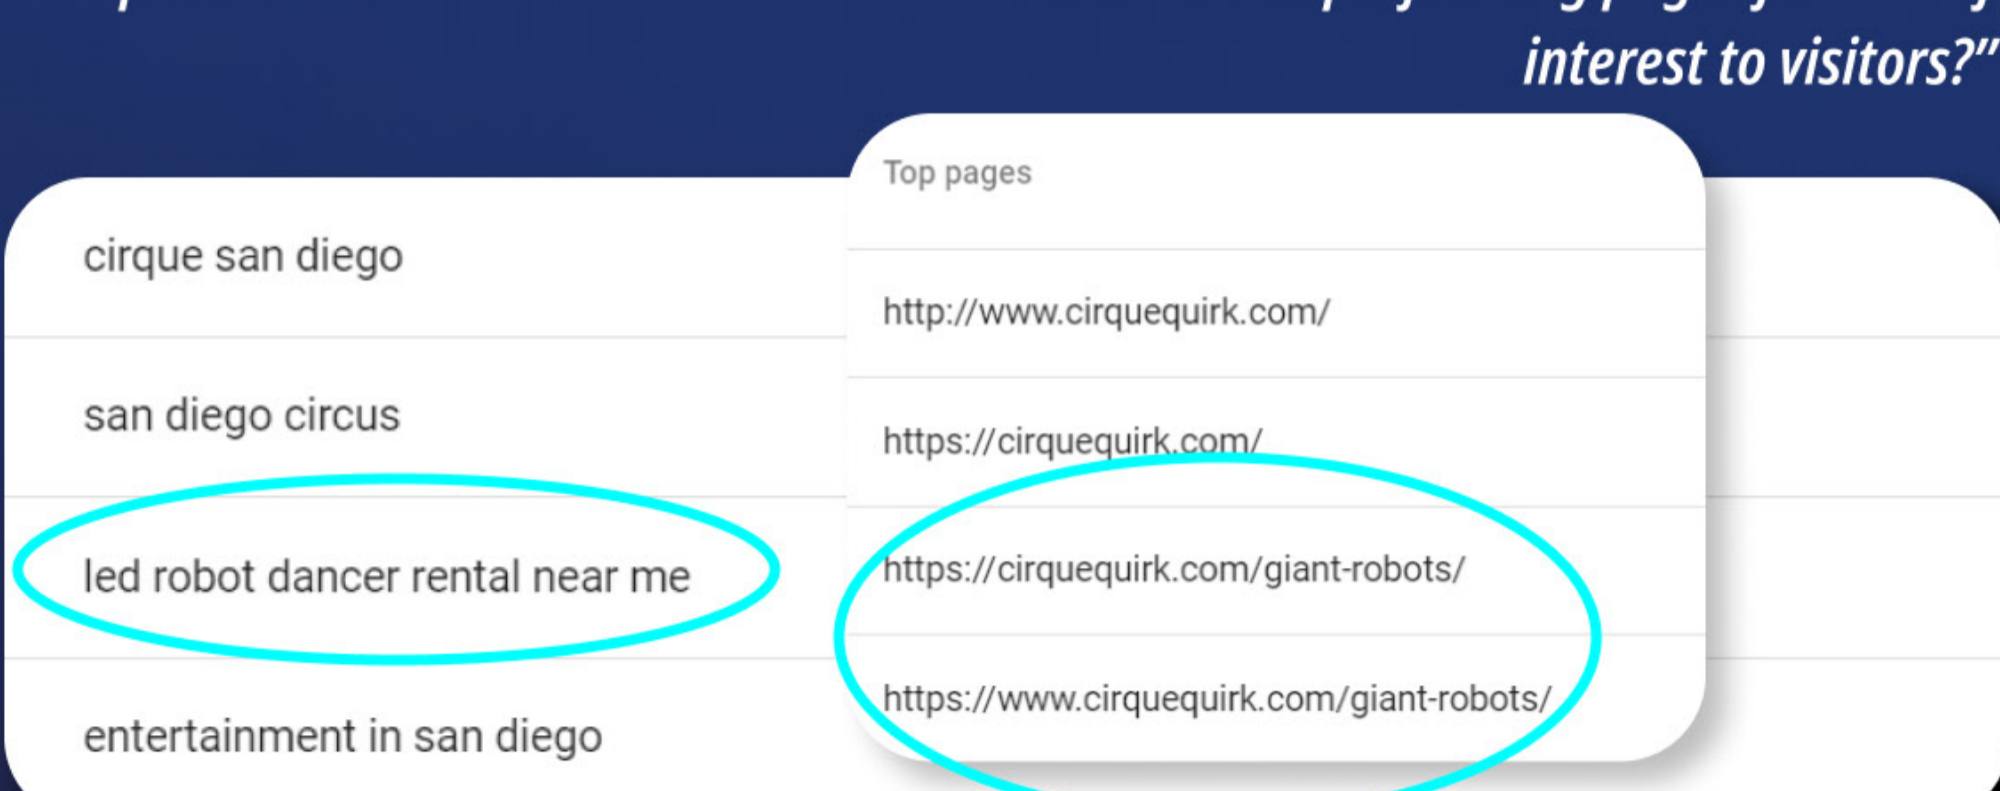 interest to visitors?”
cirque san diego
san diego circus
led robot dancer rental near me
entertainment in san diego
Top pages
http://www.cirquequirk.com/
https://cirquequirk.com/
https://cirquequirk.com/giant-robots/
https://www.cirquequirk.com/giant-robots/